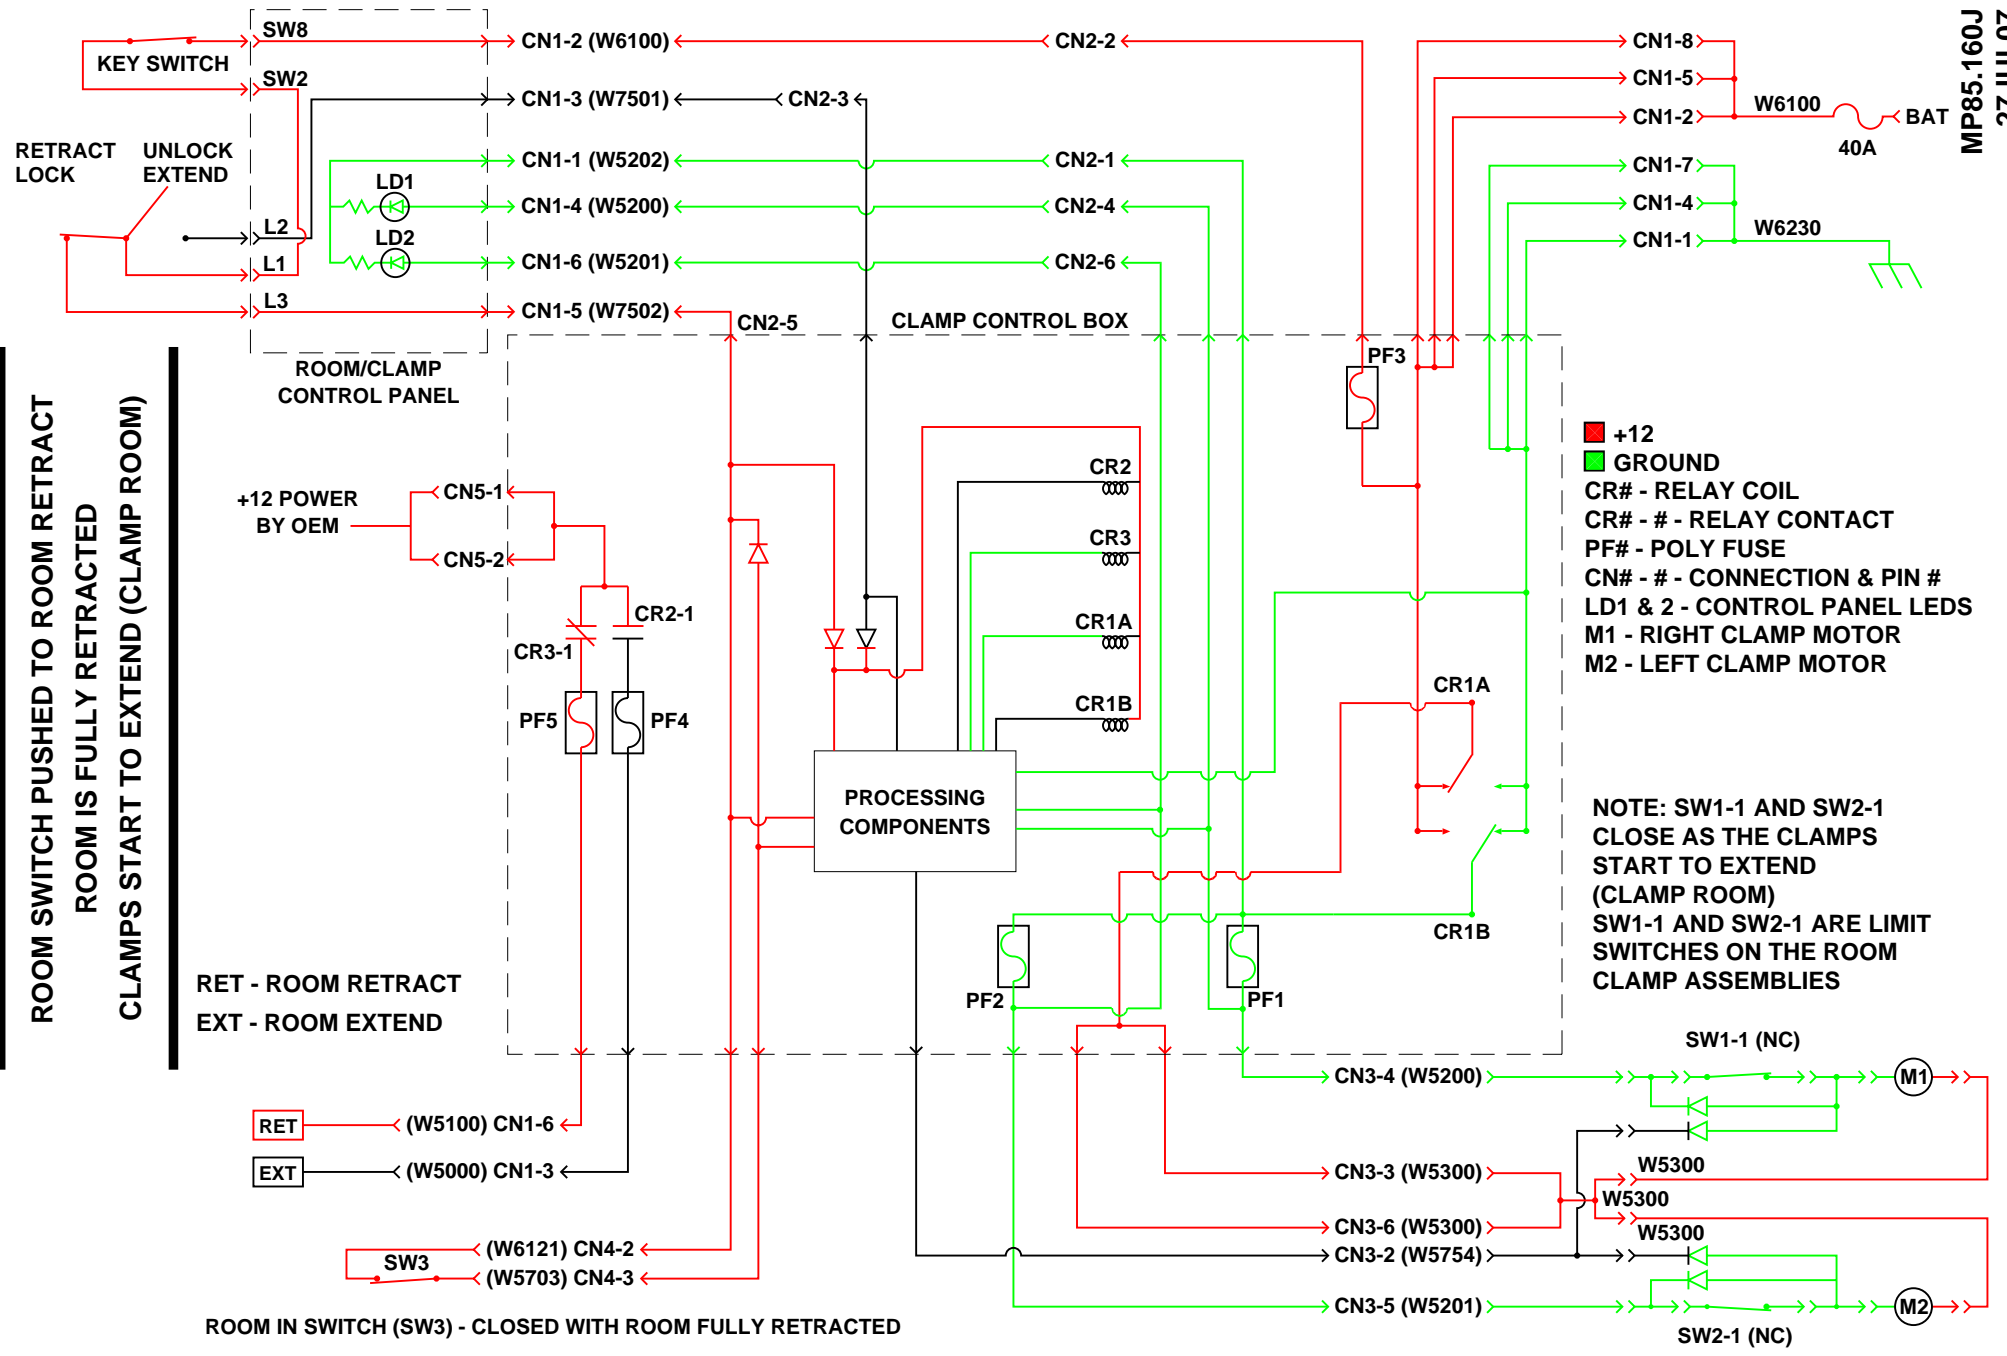 SW8
KEY SWITCH
SW2
RETRACT
LOCK
UNLOCK
EXTEND
L2
L1
L3
LD1
LD2
ROOM/CLAMP
CONTROL PANEL
CN1-2 (W6100)
CN2-2
CN1-3 (W7501)
CN2-3
CN1-1 (W5202)
CN2-1
CN1-4 (W5200)
CN2-4
CN1-6 (W5201)
CN2-6
CN1-5 (W7502)
CN2-5
CLAMP CONTROL BOX
CN1-8
CN1-5
CN1-2
W6100
40A
BAT
CN1-7
CN1-4
CN1-1
W6230
MP85.160J
ROOM SWITCH PUSHED TO ROOM RETRACT
ROOM IS FULLY RETRACTED
CLAMPS START TO EXTEND (CLAMP ROOM)
+12 POWER
BY OEM
CN5-1
CN5-2
CR3-1
CR2-1
PF5
PF4
PF3
CR2
CR3
CR1A
CR1B
PROCESSING
COMPONENTS
CR1A
CR1B
PF2
PF1
+12
GROUND
CR# - RELAY COIL
CR# - # - RELAY CONTACT
PF# - POLY FUSE
CN# - # - CONNECTION & PIN #
LD1 & 2 - CONTROL PANEL LEDS
M1 - RIGHT CLAMP MOTOR
M2 - LEFT CLAMP MOTOR
NOTE: SW1-1 AND SW2-1
CLOSE AS THE CLAMPS
START TO EXTEND
(CLAMP ROOM)
SW1-1 AND SW2-1 ARE LIMIT
SWITCHES ON THE ROOM
CLAMP ASSEMBLIES
RET - ROOM RETRACT
EXT - ROOM EXTEND
RET
(W5100) CN1-6
EXT
(W5000) CN1-3
SW3
(W6121) CN4-2
(W5703) CN4-3
ROOM IN SWITCH (SW3) - CLOSED WITH ROOM FULLY RETRACTED
SW1-1 (NC)
CN3-4 (W5200)
M1
CN3-3 (W5300)
W5300
W5300
CN3-6 (W5300)
W5300
CN3-2 (W5754)
CN3-5 (W5201)
M2
SW2-1 (NC)